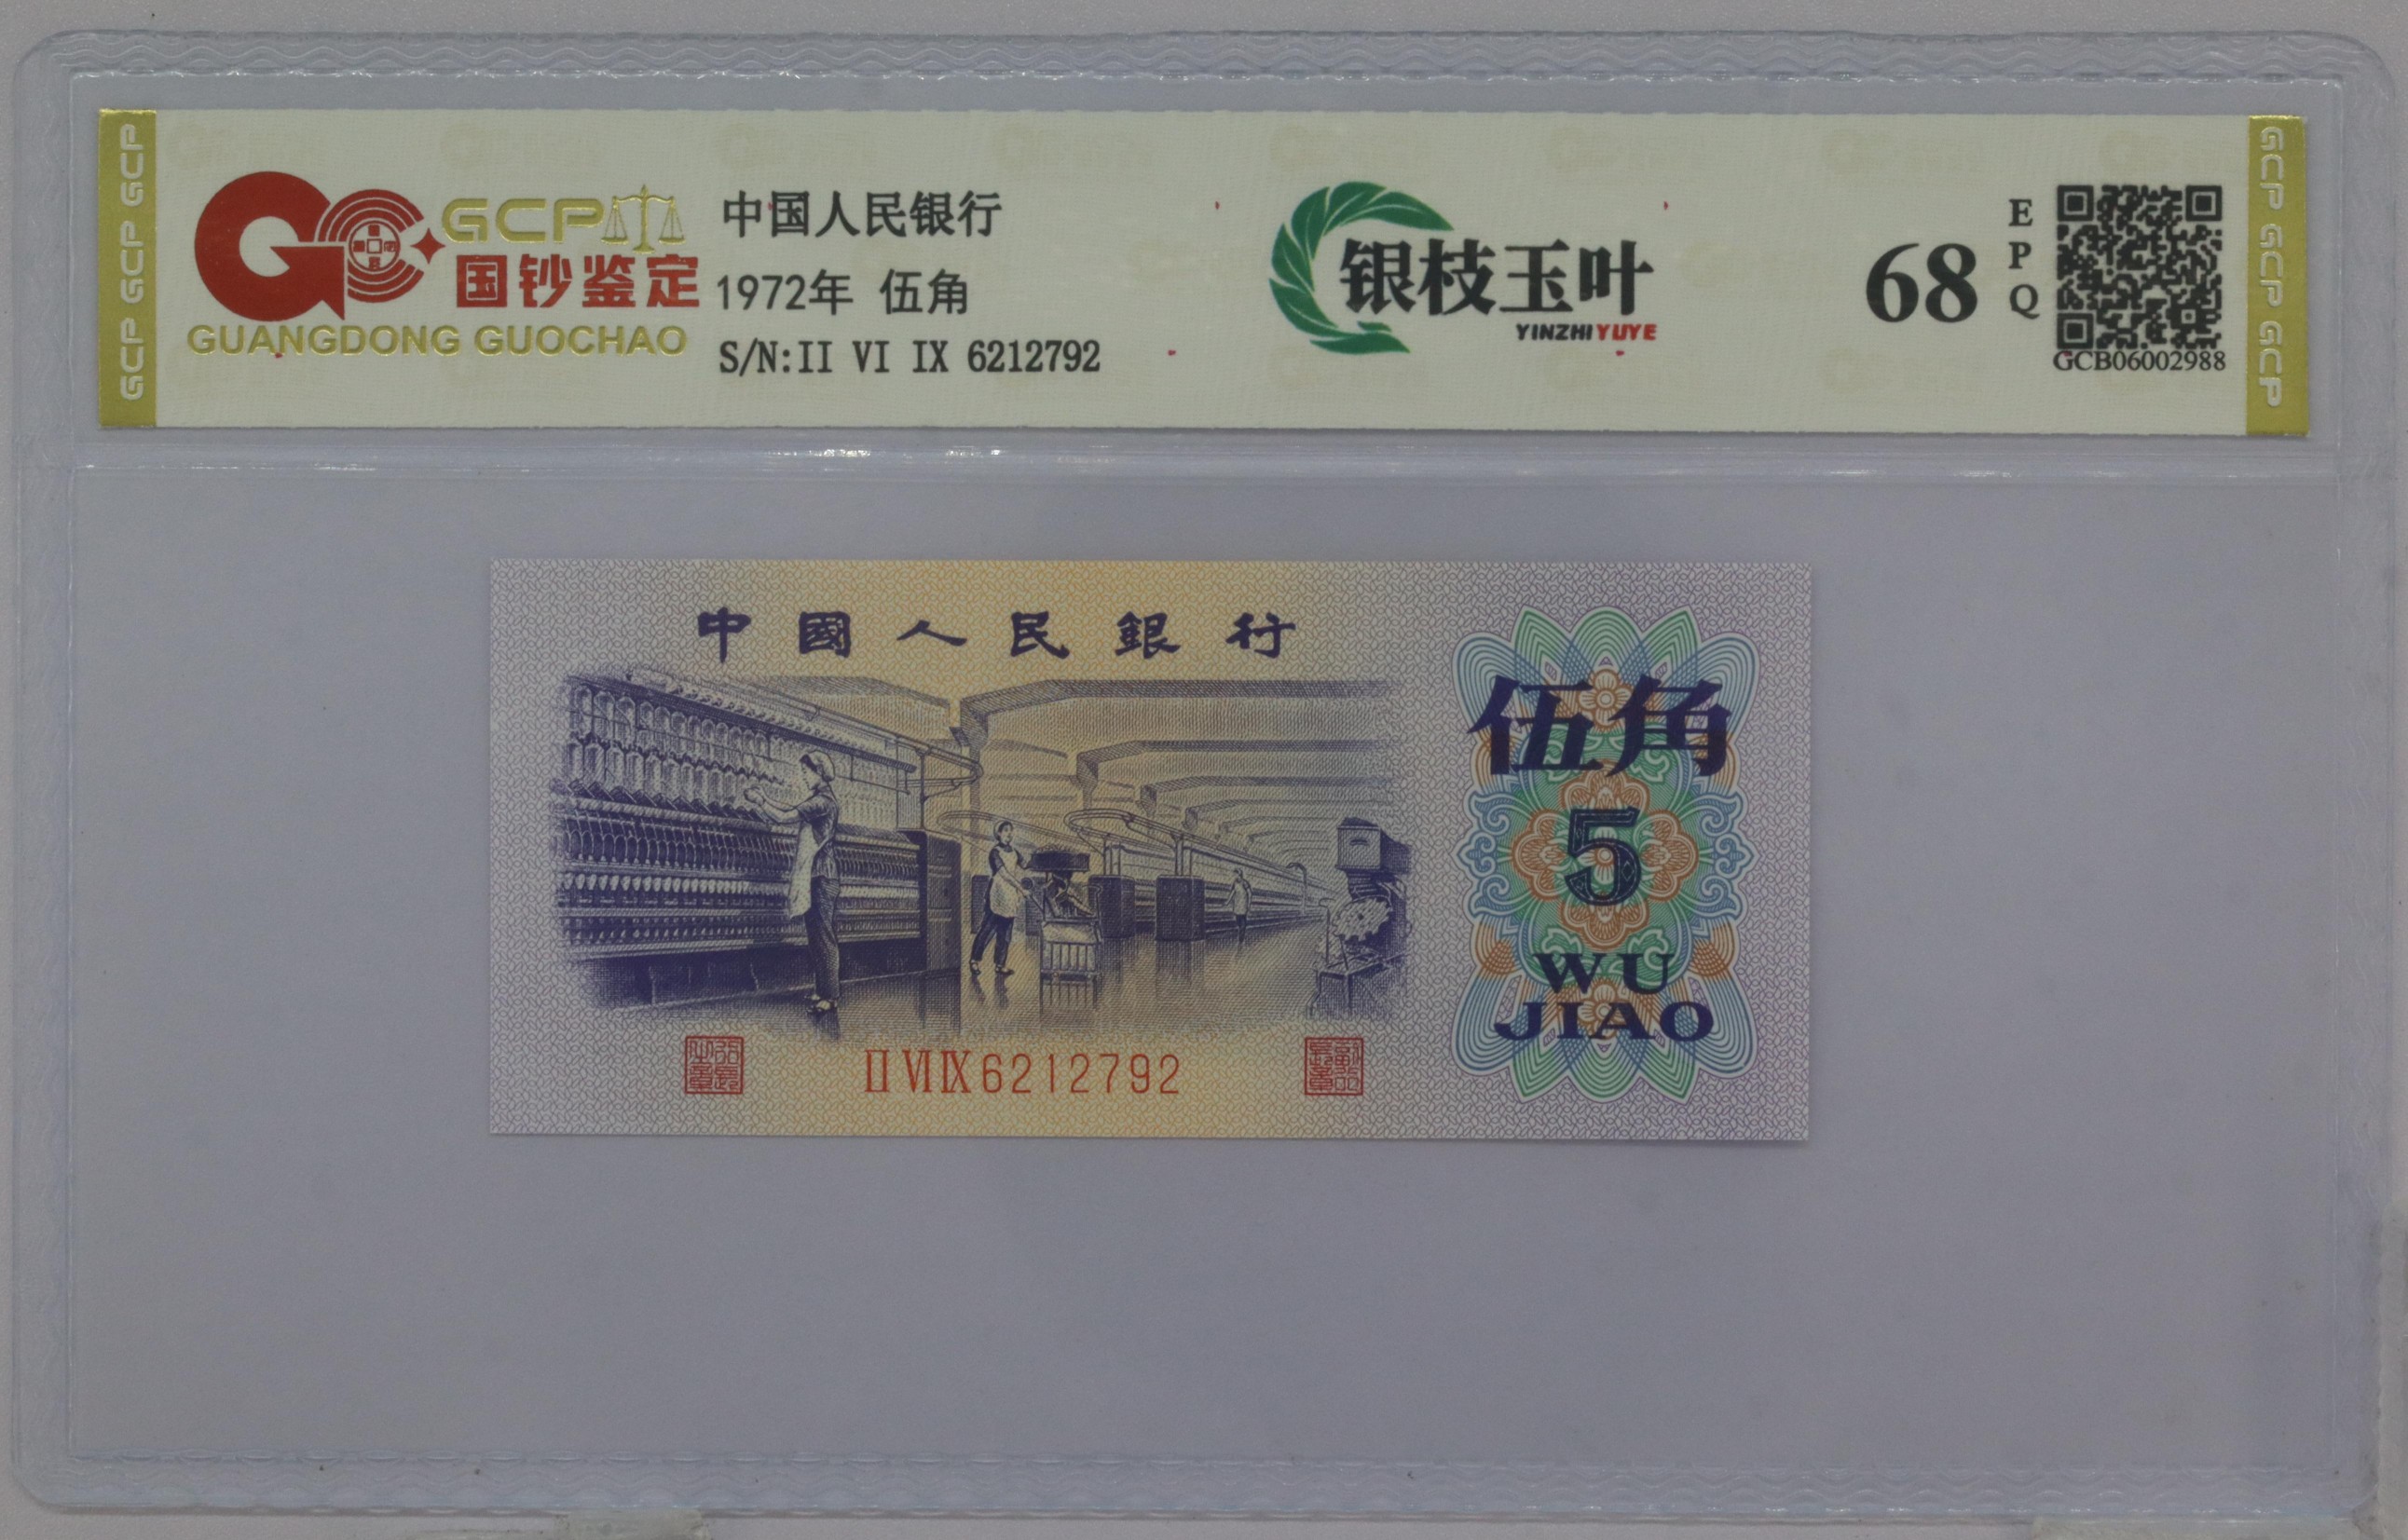 GCP GCP GCP
GCP
国钞鉴定
GUANGDONG GUOCHAO
中国人民银行
1972年 伍角
S/N:II VI IX 6212792
银枝玉叶
YINZHIYUYE
68
EPQ
GCB06002988
GCP GCP GCP
中國人民銀行
伍角
5
WU
JIAO
II VI IX 6212792